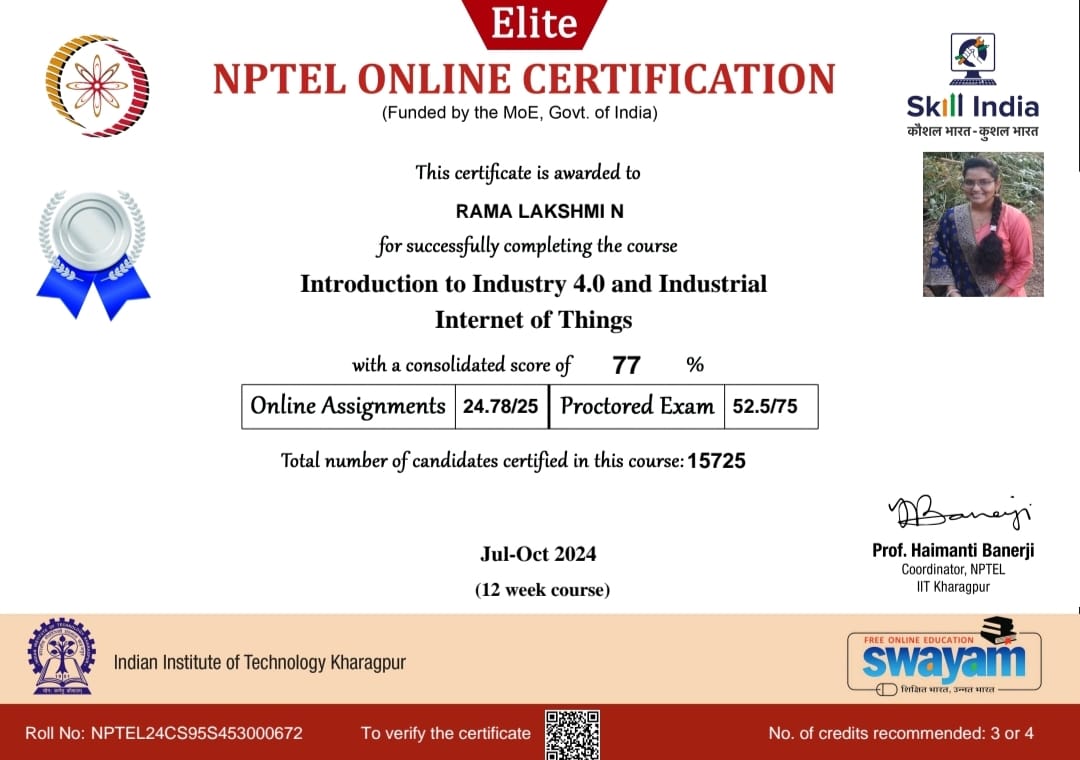 Elite
NPTEL ONLINE CERTIFICATION
(Funded by the MoE, Govt. of India)
Skill India
कौशल भारत - कुशल भारत
This certificate is awarded to
RAMA LAKSHMI N
for successfully completing the course
Introduction to Industry 4.0 and Industrial
Internet of Things
with a consolidated score of 77 %
Online Assignments 24.78/25 Proctored Exam 52.5/75
Total number of candidates certified in this course: 15725
Jul-Oct 2024
(12 week course)
Prof. Haimanti Banerji
Coordinator, NPTEL
IIT Kharagpur
Indian Institute of Technology Kharagpur
FREE ONLINE EDUCATION
swayam
शिक्षित भारत, उन्नत भारत
Roll No: NPTEL24CS95S453000672 To verify the certificate No. of credits recommended: 3 or 4